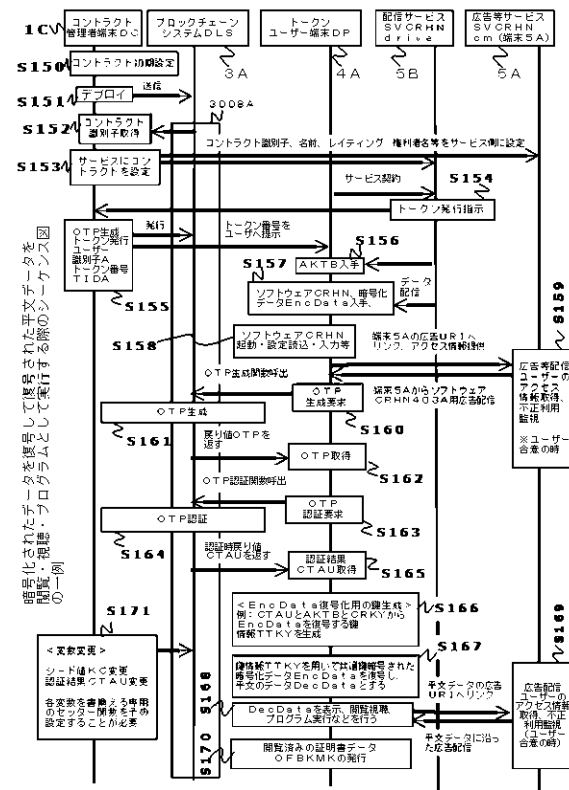 1C
コントラクト
管理者端末DC
ブロックチェーン
システムDLS
トークン
ユーザー端末DP
配信サービス
SVCRHN
drive
広告等サービス
SVCRHN
cm(端末5A)
3A
4A
5B
5A
S150
コントラクト初期設定
S151
デプロイ
送信
3008A
S152
コントラクト
識別子取得
コントラクト識別子、名前、レイティング 権利者名等をサービス側に設定
S153
サービスにコント
ラクトを設定
サービス契約
S154
トークン発行指示
OTP生成
トークン発行
ユーザー
識別子A
トークン番号
TIDA
発行
トークン番号を
ユーザへ提示
S155
S156
AKTB入手
S157
ソフトウェアCRHN、暗号化
データEncData入手、
データ
配信
S158
ソフトウェアCRHN
起動・設定読込・入力等
端末5Aの広告URIへ
リンク、アクセス情報提供
S159
広告等配信
ユーザーの
アクセス
情報取得、
不正利用
監視
※ユーザー
合意の時
OTP生成関数呼出
OTP
生成要求
端末5Aからソフトウェア
CRHN403A用広告配信
S160
OTP生成
S161
戻り値OTPを
返す
OTP取得
S162
OTP認証関数呼出
OTP
認証要求
S163
OTP認証
S164
認証時戻り値
CTAUを返す
認証結果
CTAU取得
S165
暗号化されたデータを復号して復号された平文データを
閲覧・視聴・プログラムとして実行する際のシーケンス図
の一例
<EncData復号化用の鍵生成>
例:CTAUとAKTBとCRKYから
EncDataを復号する鍵
情報TTKYを生成
S166
S171
<変数変更>
シード値KC変更
認証結果CTAU変更
各変数を書換える専用
のセッター関数をその
設定することが必要
S167
鍵情報TTKYを用いて共通鍵暗号された
暗号化データEncDataを復号し、
平文のデータDecDataとする
平文データの広告
URIへリンク
S168
DecDataを表示、閲覧視聴、
プログラム実行などを行う
S169
広告配信
ユーザーの
アクセス情報
取得、不正
利用監視
(ユーザー
合意の時)
平文データに沿っ
た広告配信
S170
閲覧済みの証明書データ
OFBKMKの発行